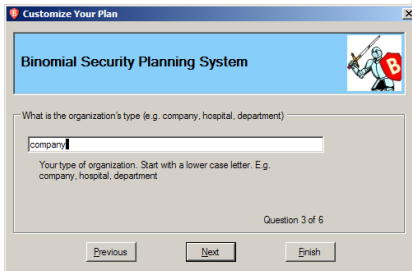 Customize Your Plan
Binomial Security Planning System
B
What is the organization's type (e.g. company, hospital, department)
company
Your type of organization. Start with a lower case letter. E.g.
company, hospital, department
Question 3 of 6
Previous Next Finish